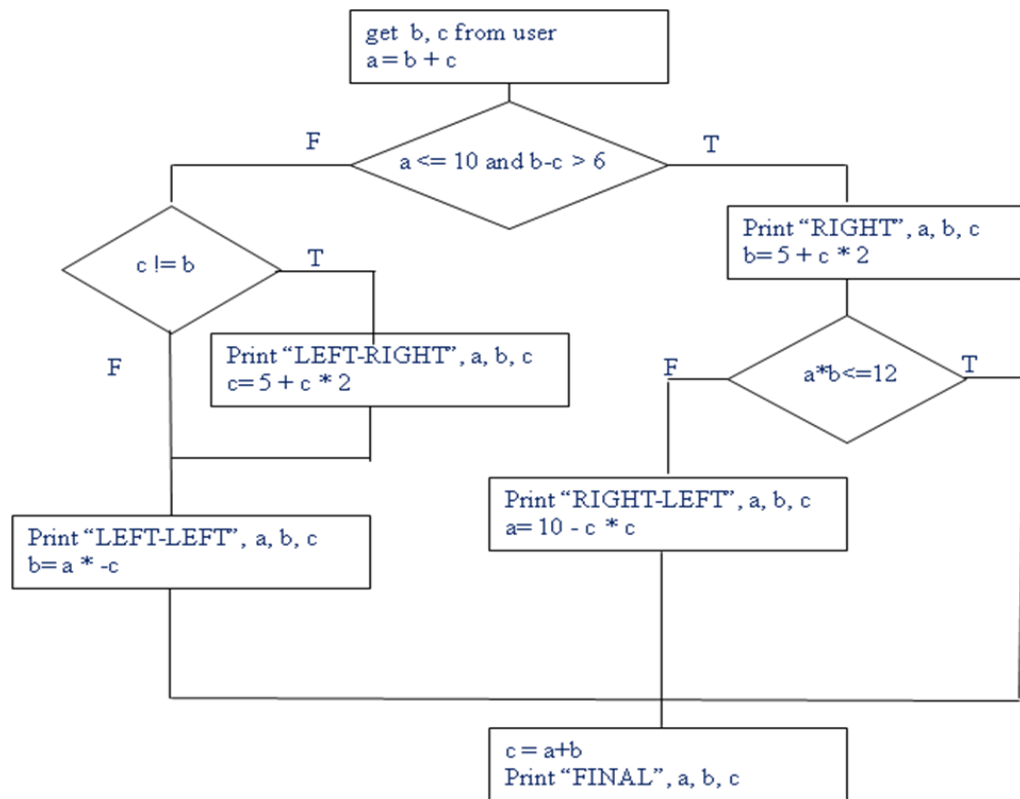 get b, c from user
a = b + c
F
a <= 10 and b-c > 6
T
Print “RIGHT”, a, b, c
b= 5 + c * 2
c != b
T
Print “LEFT-RIGHT”, a, b, c
c= 5 + c * 2
F
F
a*b<=12
T
Print “RIGHT-LEFT”, a, b, c
a= 10 - c * c
Print “LEFT-LEFT”, a, b, c
b= a * -c
c = a+b
Print “FINAL”, a, b, c